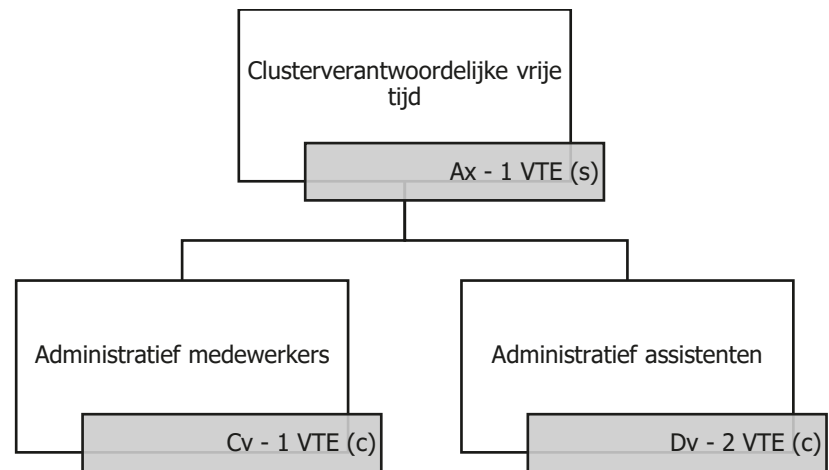 Clusterverantwoordelijke vrije
tijd
Ax - 1 VTE (s)
Administratief medewerkers
Cv - 1 VTE (c)
Administratief assistenten
Dv - 2 VTE (c)